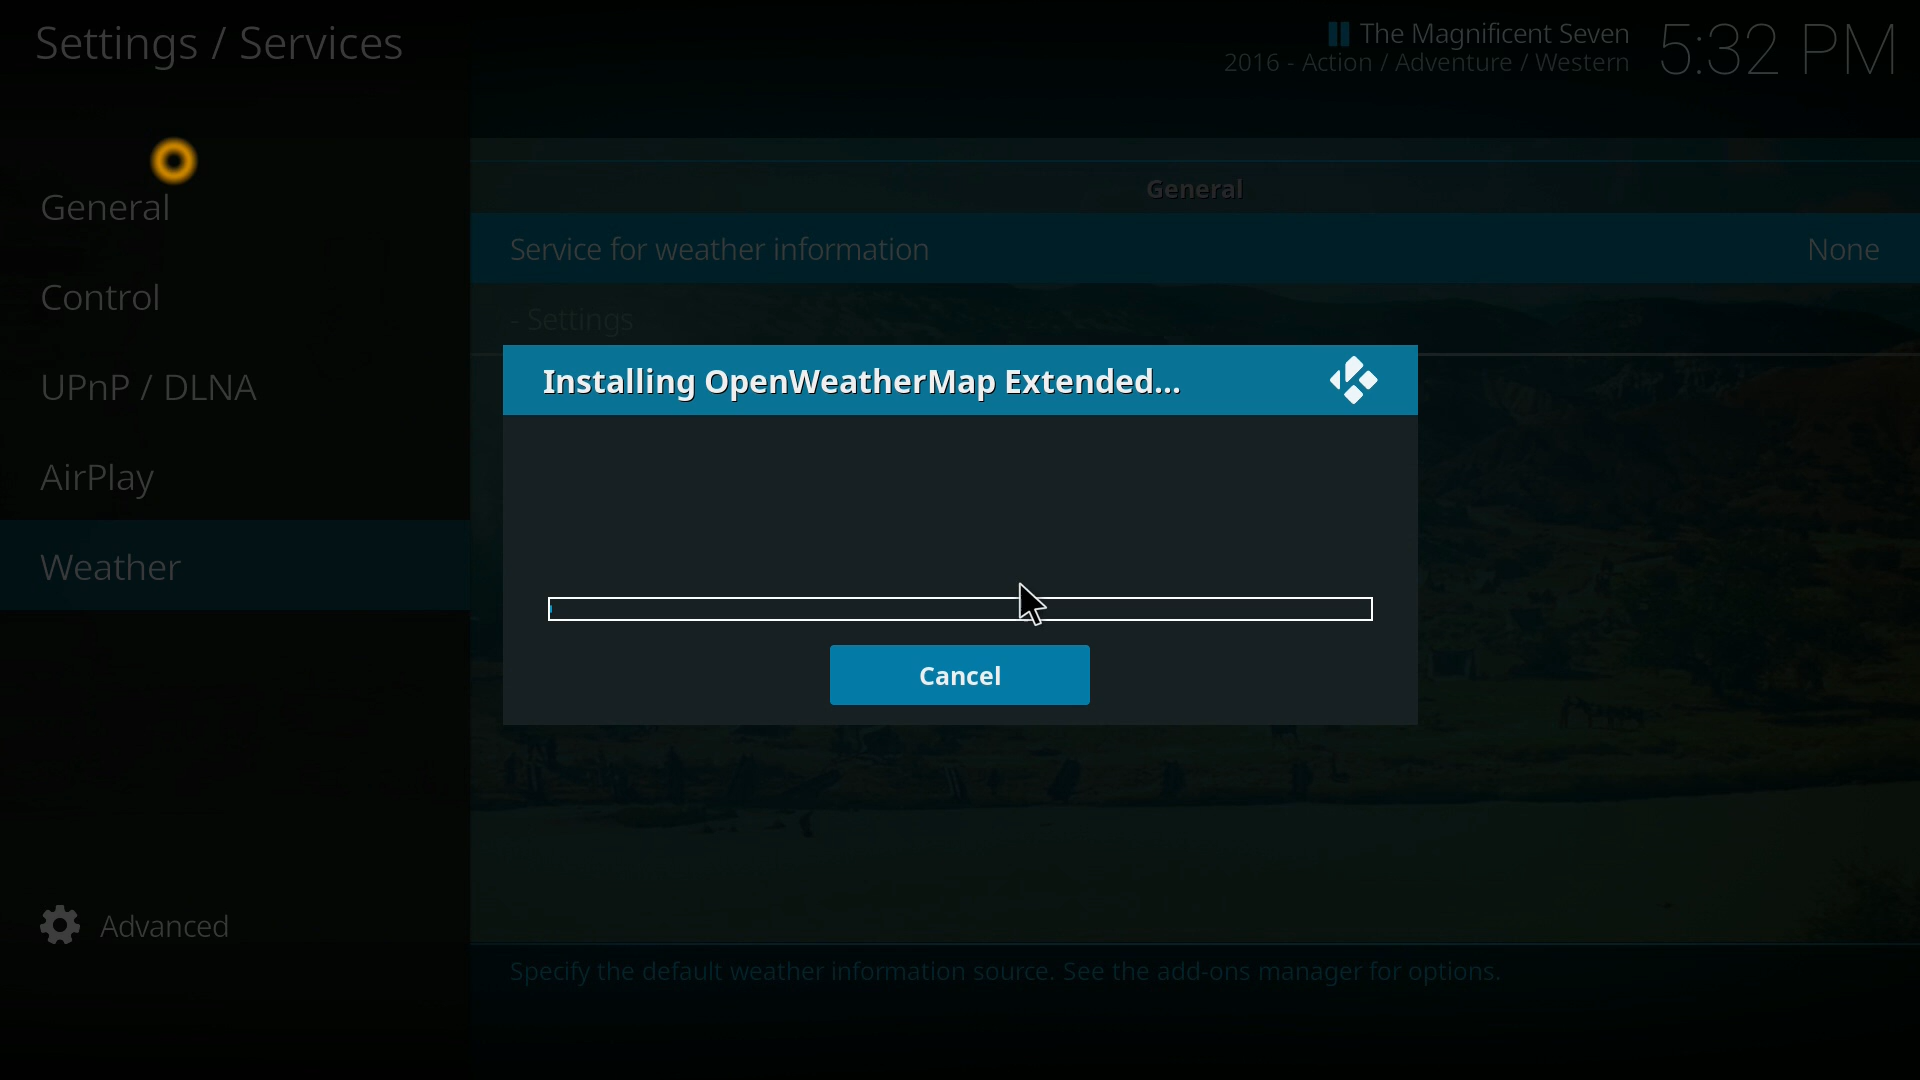 Settings / Services
The Magnificent Seven
2016 - Action / Adventure / Western
5:32 PM
General
Control
UPnP / DLNA
AirPlay
Weather
Advanced
General
Service for weather information None
- Settings
Installing OpenWeatherMap Extended...
Cancel
Specify the default weather information source. See the add-ons manager for options.